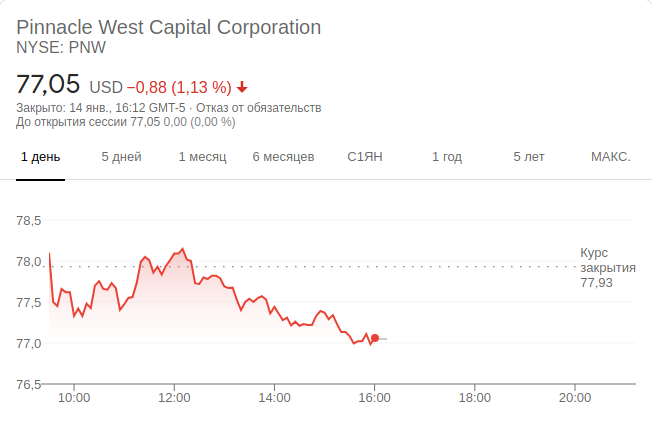 Pinnacle West Capital Corporation
NYSE: PNW
77,05 USD −0,88 (1,13 %)
Закрыто: 14 янв., 16:12 GMT-5 · Отказ от обязательств
До открытия сессии 77,05 0,00 (0,00 %)
1 день 5 дней 1 месяц 6 месяцев С1ЯН 1 год 5 лет МАКС.
78,5
78,0
77,5
77,0
76,5
Курс
закрытия
77,93
10:00 12:00 14:00 16:00 18:00 20:00